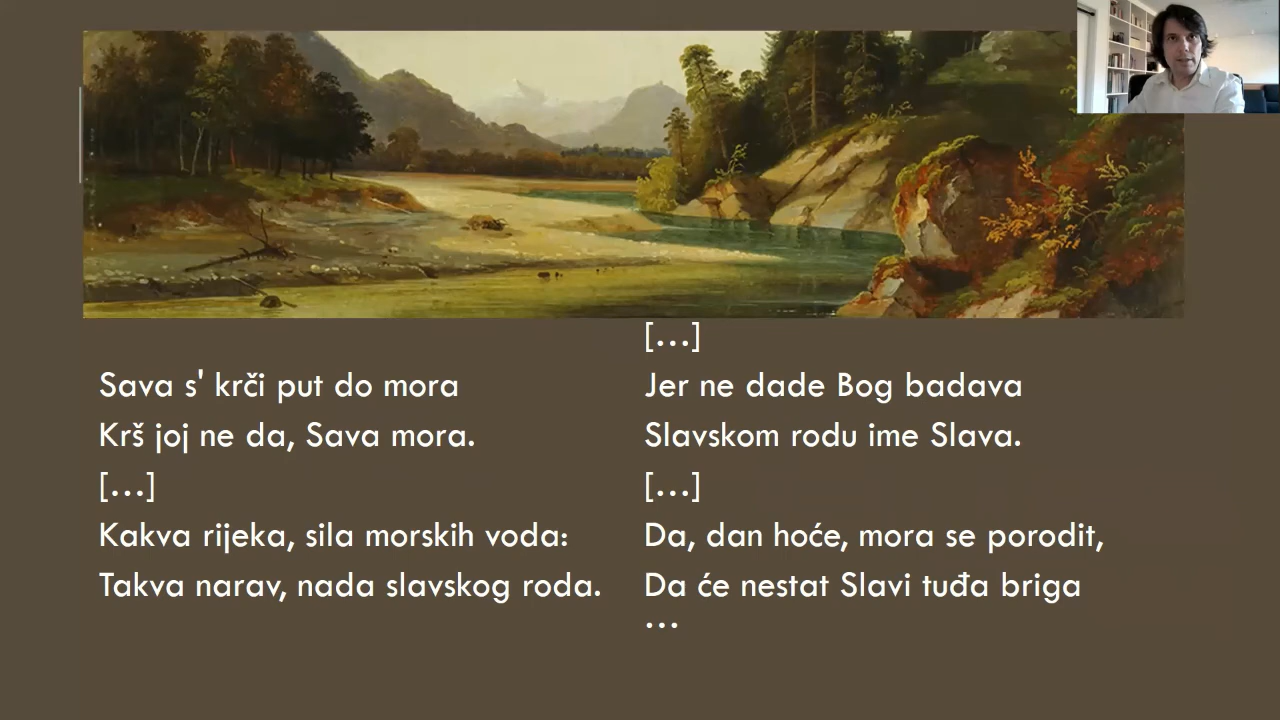 Sava s' krči put do mora
Krš joj ne da, Sava mora.
[...]
Kakva rijeka, sila morskih voda:
Takva narav, nada slavskog roda.
[...]
Jer ne dade Bog badava
Slavskom rodu ime Slava.
[...]
Da, dan hoće, mora se porodit,
Da će nestat Slavi tuđa briga
...